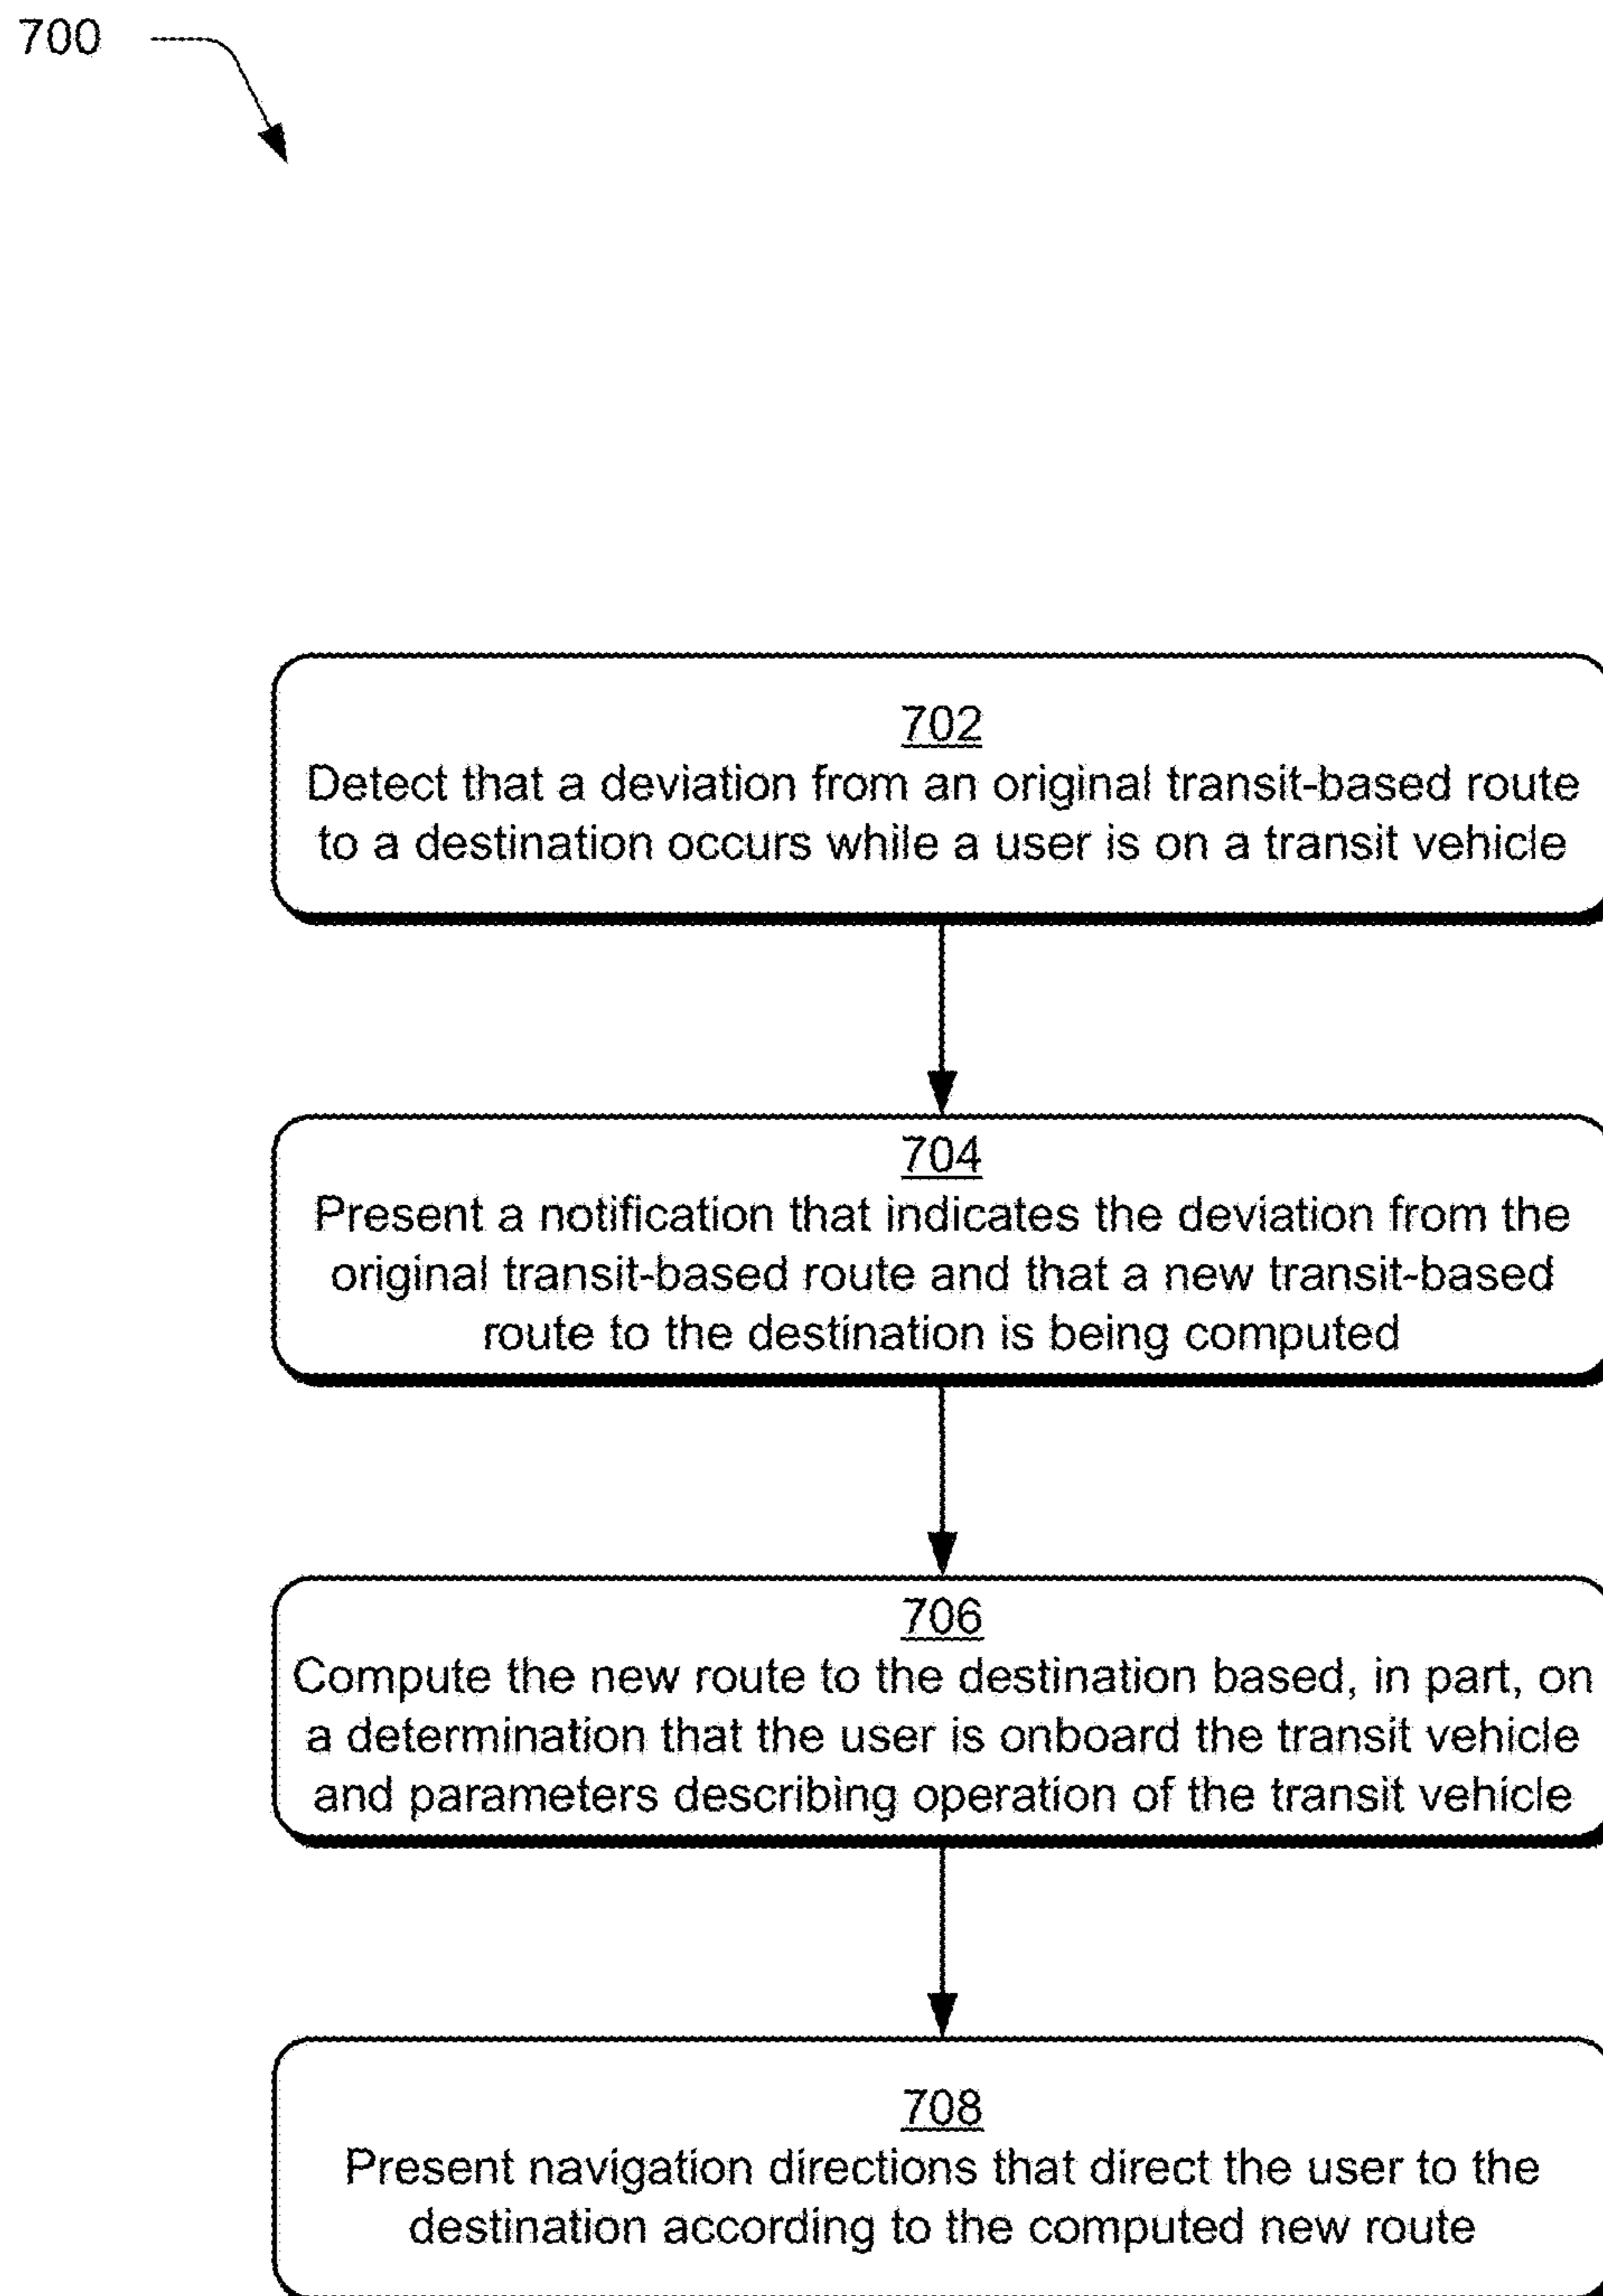 700
702
Detect that a deviation from an original transit-based route
to a destination occurs while a user is on a transit vehicle
704
Present a notification that indicates the deviation from the
original transit-based route and that a new transit-based
route to the destination is being computed
706
Compute the new route to the destination based, in part, on
a determination that the user is onboard the transit vehicle
and parameters describing operation of the transit vehicle
708
Present navigation directions that direct the user to the
destination according to the computed new route